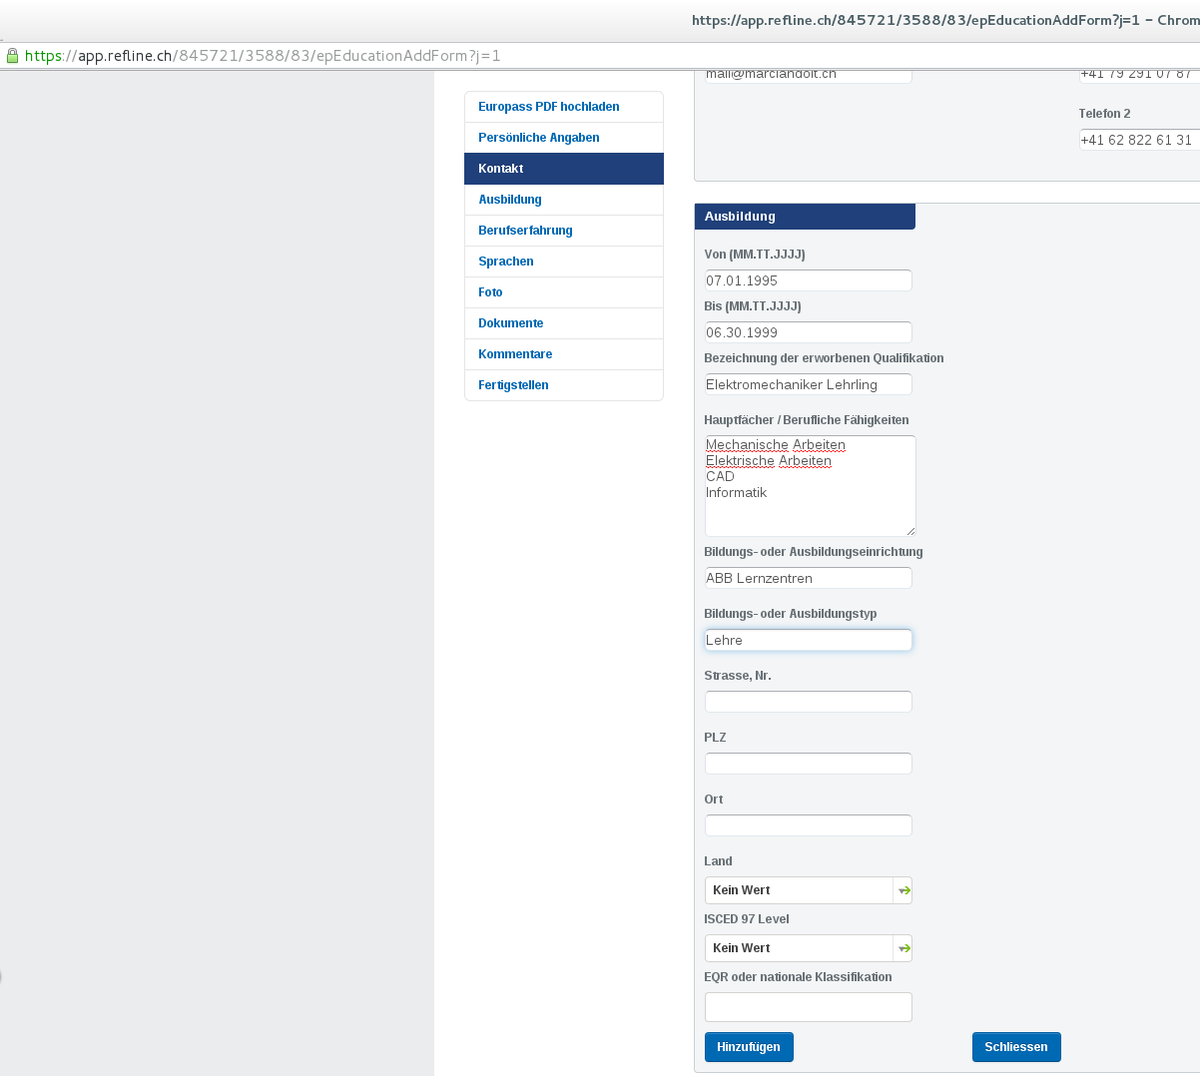 https://app.refline.ch/845721/3588/83/epEducationAddForm?j=1 - Chrom
https://app.refline.ch/845721/3588/83/epEducationAddForm?j=1
mail@marclandolt.ch
+41 79 291 07 87
Telefon 2
+41 62 822 61 31
Europass PDF hochladen
Persönliche Angaben
Kontakt
Ausbildung
Berufserfahrung
Sprachen
Foto
Dokumente
Kommentare
Fertigstellen
Ausbildung
Von (MM.TT.JJJJ)
07.01.1995
Bis (MM.TT.JJJJ)
06.30.1999
Bezeichnung der erworbenen Qualifikation
Elektromechaniker Lehrling
Hauptfächer / Berufliche Fähigkeiten
Mechanische Arbeiten
Elektrische Arbeiten
CAD
Informatik
Bildungs- oder Ausbildungseinrichtung
ABB Lernzentren
Bildungs- oder Ausbildungstyp
Lehre
Strasse, Nr.
PLZ
Ort
Land
Kein Wert
ISCED 97 Level
Kein Wert
EQR oder nationale Klassifikation
Hinzufügen
Schliessen